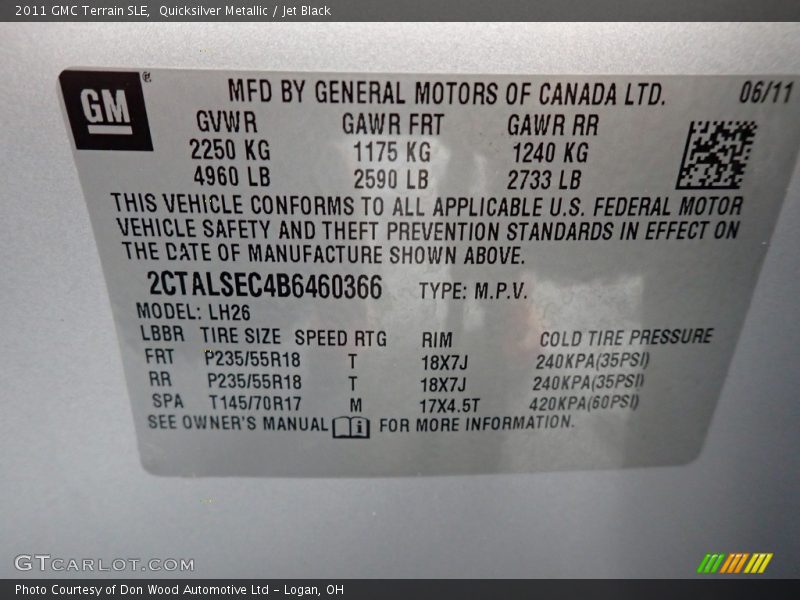 2011 GMC Terrain SLE, Quicksilver Metallic / Jet Black
GM ® MFD BY GENERAL MOTORS OF CANADA LTD. 06/11
GVWR GAWR FRT GAWR RR
2250 KG 1175 KG 1240 KG
4960 LB 2590 LB 2733 LB
THIS VEHICLE CONFORMS TO ALL APPLICABLE U.S. FEDERAL MOTOR
VEHICLE SAFETY AND THEFT PREVENTION STANDARDS IN EFFECT ON
THE DATE OF MANUFACTURE SHOWN ABOVE.
2CTALSEC4B6460366 TYPE: M.P.V.
MODEL: LH26
LBBR TIRE SIZE SPEED RTG RIM COLD TIRE PRESSURE
FRT P235/55R18 T 18X7J 240KPA(35PSI)
RR P235/55R18 T 18X7J 240KPA(35PSI)
SPA T145/70R17 M 17X4.5T 420KPA(60PSI)
SEE OWNER'S MANUAL i FOR MORE INFORMATION.
GTCARLOT.COM
Photo Courtesy of Don Wood Automotive Ltd - Logan, OH